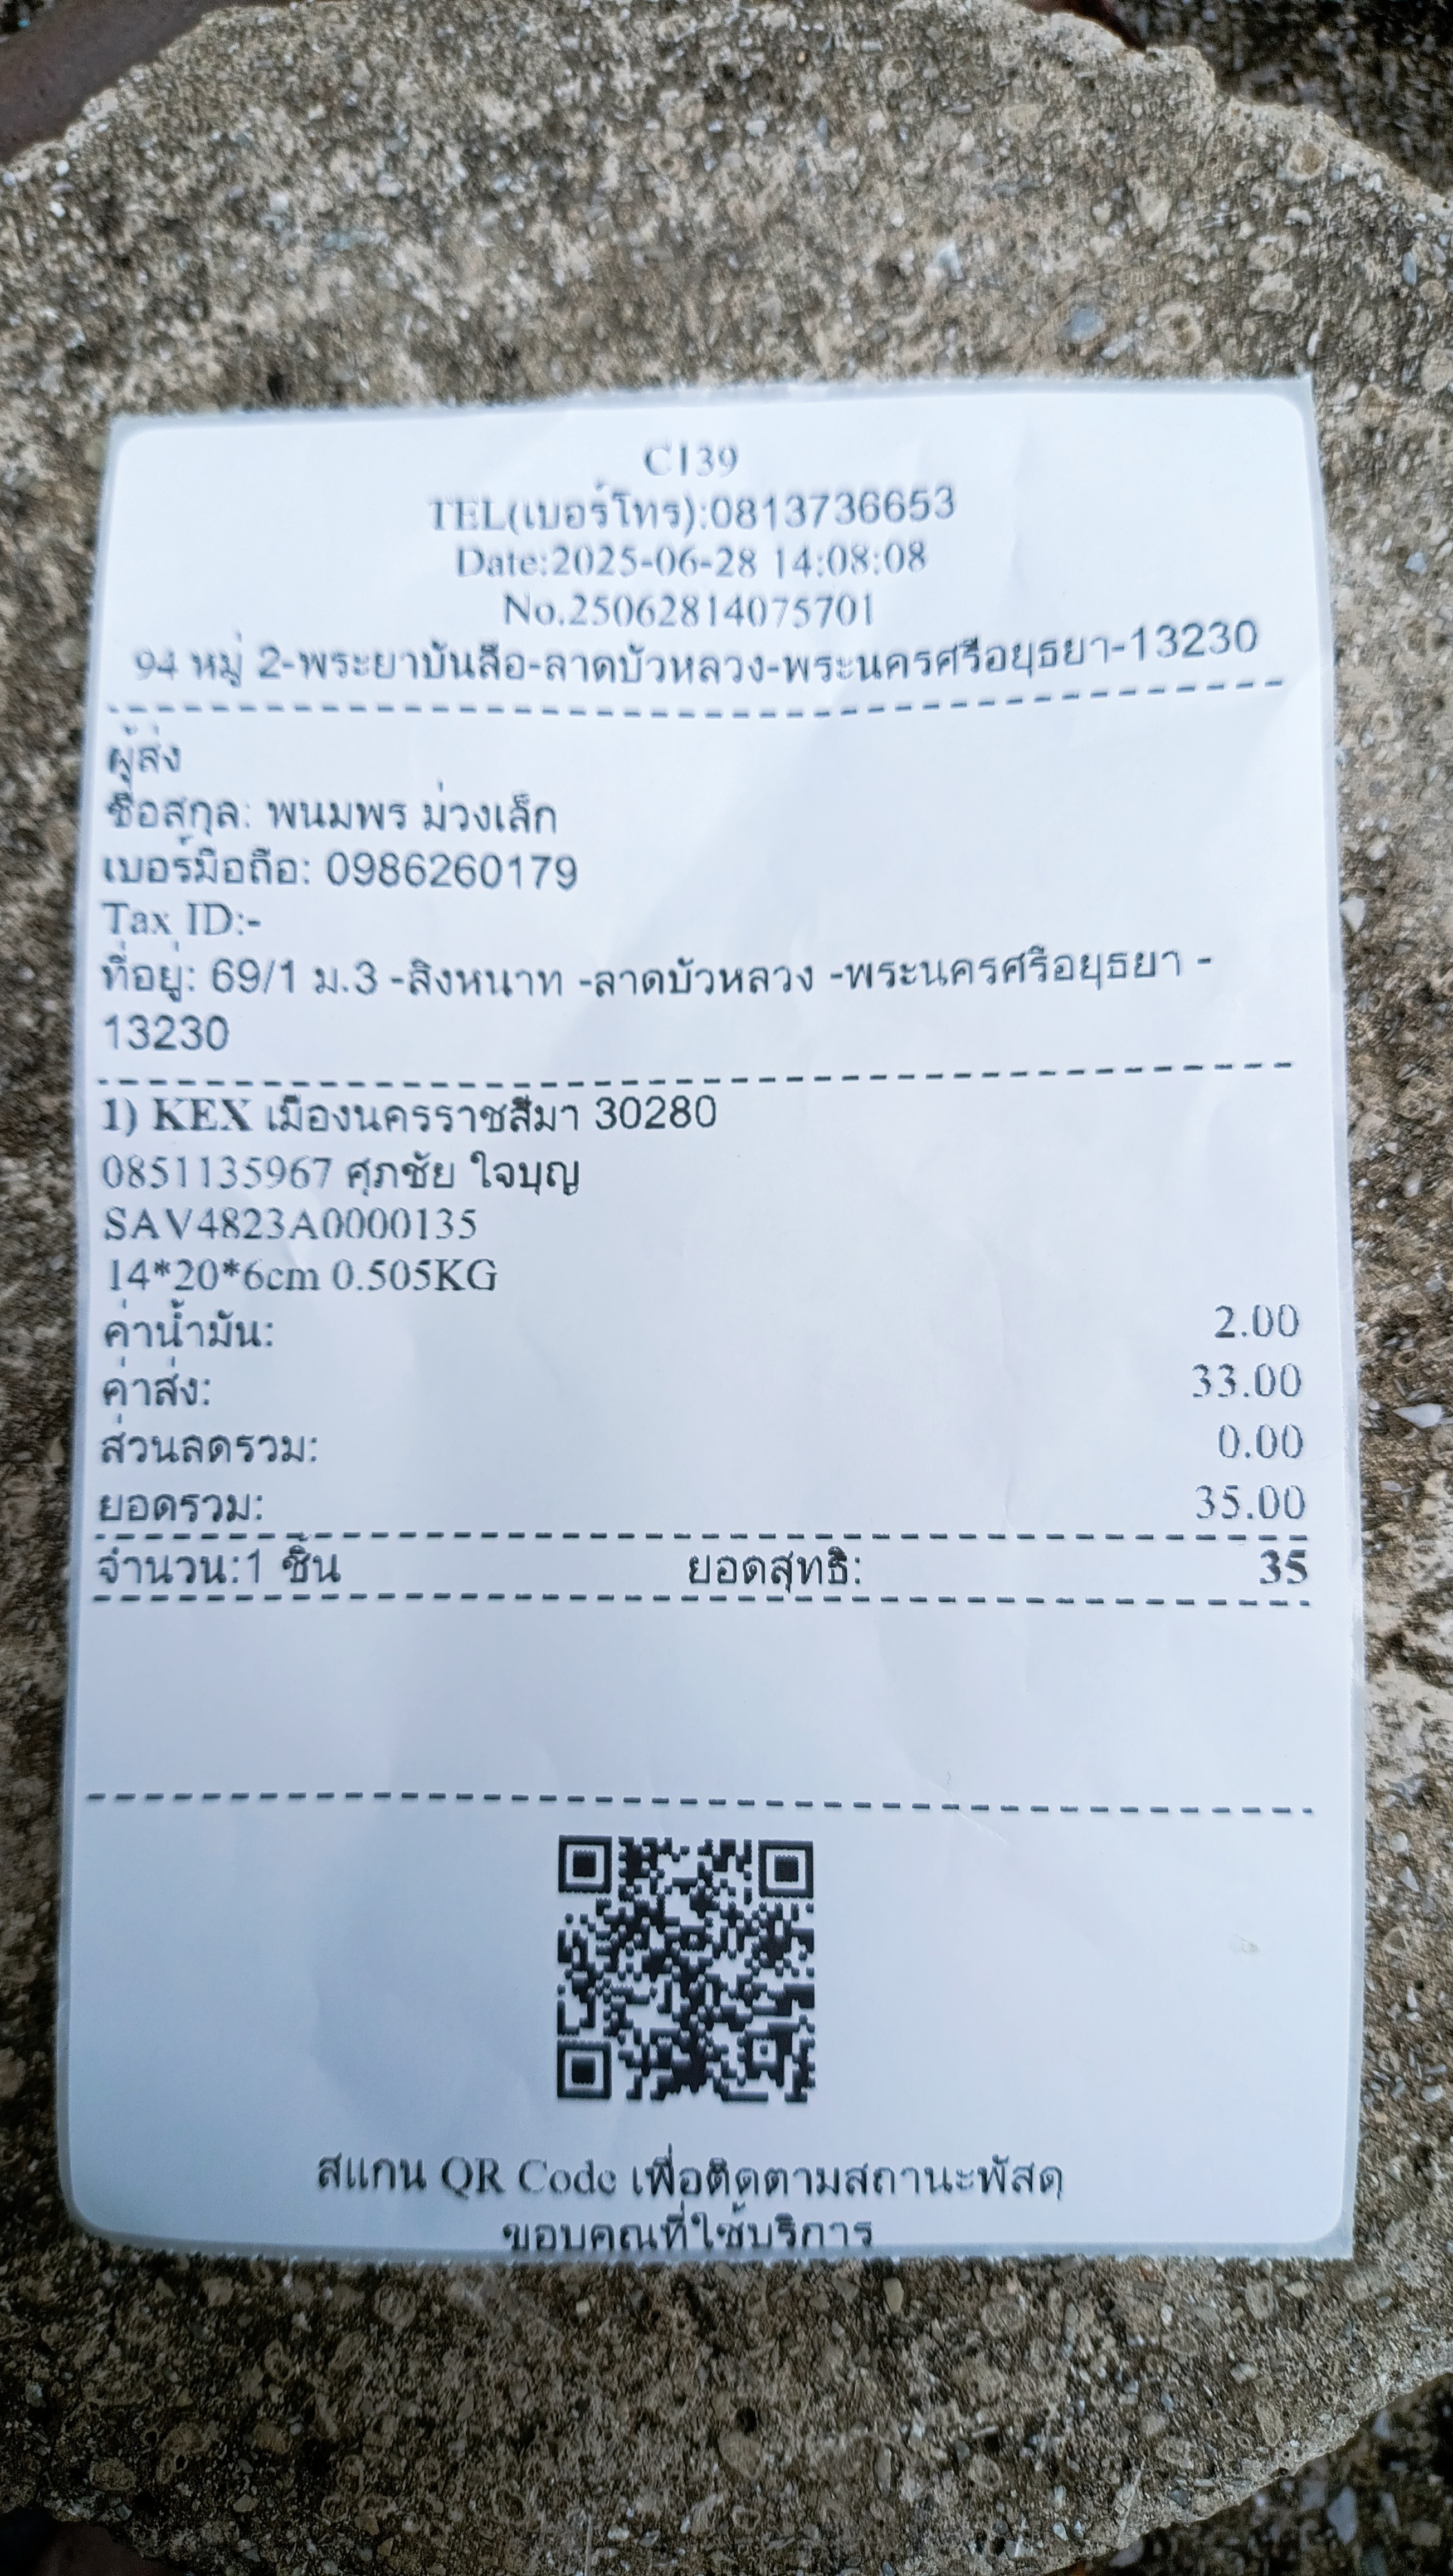 C139
TEL(เบอร์โทร):0813736653
Date:2025-06-28 14:08:08
No.25062814075701
94 หมู่ 2-พระยาบันลือ-ลาดบัวหลวง-พระนครศรีอยุธยา-13230
ผู้ส่ง
ชื่อสกุล: พนมพร ม่วงเล็ก
เบอร์มือถือ: 0986260179
Tax ID:-
ที่อยู่: 69/1 ม.3 -สิงหนาท -ลาดบัวหลวง -พระนครศรีอยุธยา -
13230
1) KEX เมืองนครราชสีมา 30280
0851135967 ศุภชัย ใจบุญ
SAV4823A0000135
14*20*6cm 0.505KG
ค่าน้ำมัน: 2.00
ค่าส่ง: 33.00
ส่วนลดรวม: 0.00
ยอดรวม: 35.00
จำนวน:1 ชิ้น ยอดสุทธิ: 35
สแกน QR Code เพื่อติดตามสถานะพัสดุ
ขอบคุณที่ใช้บริการ